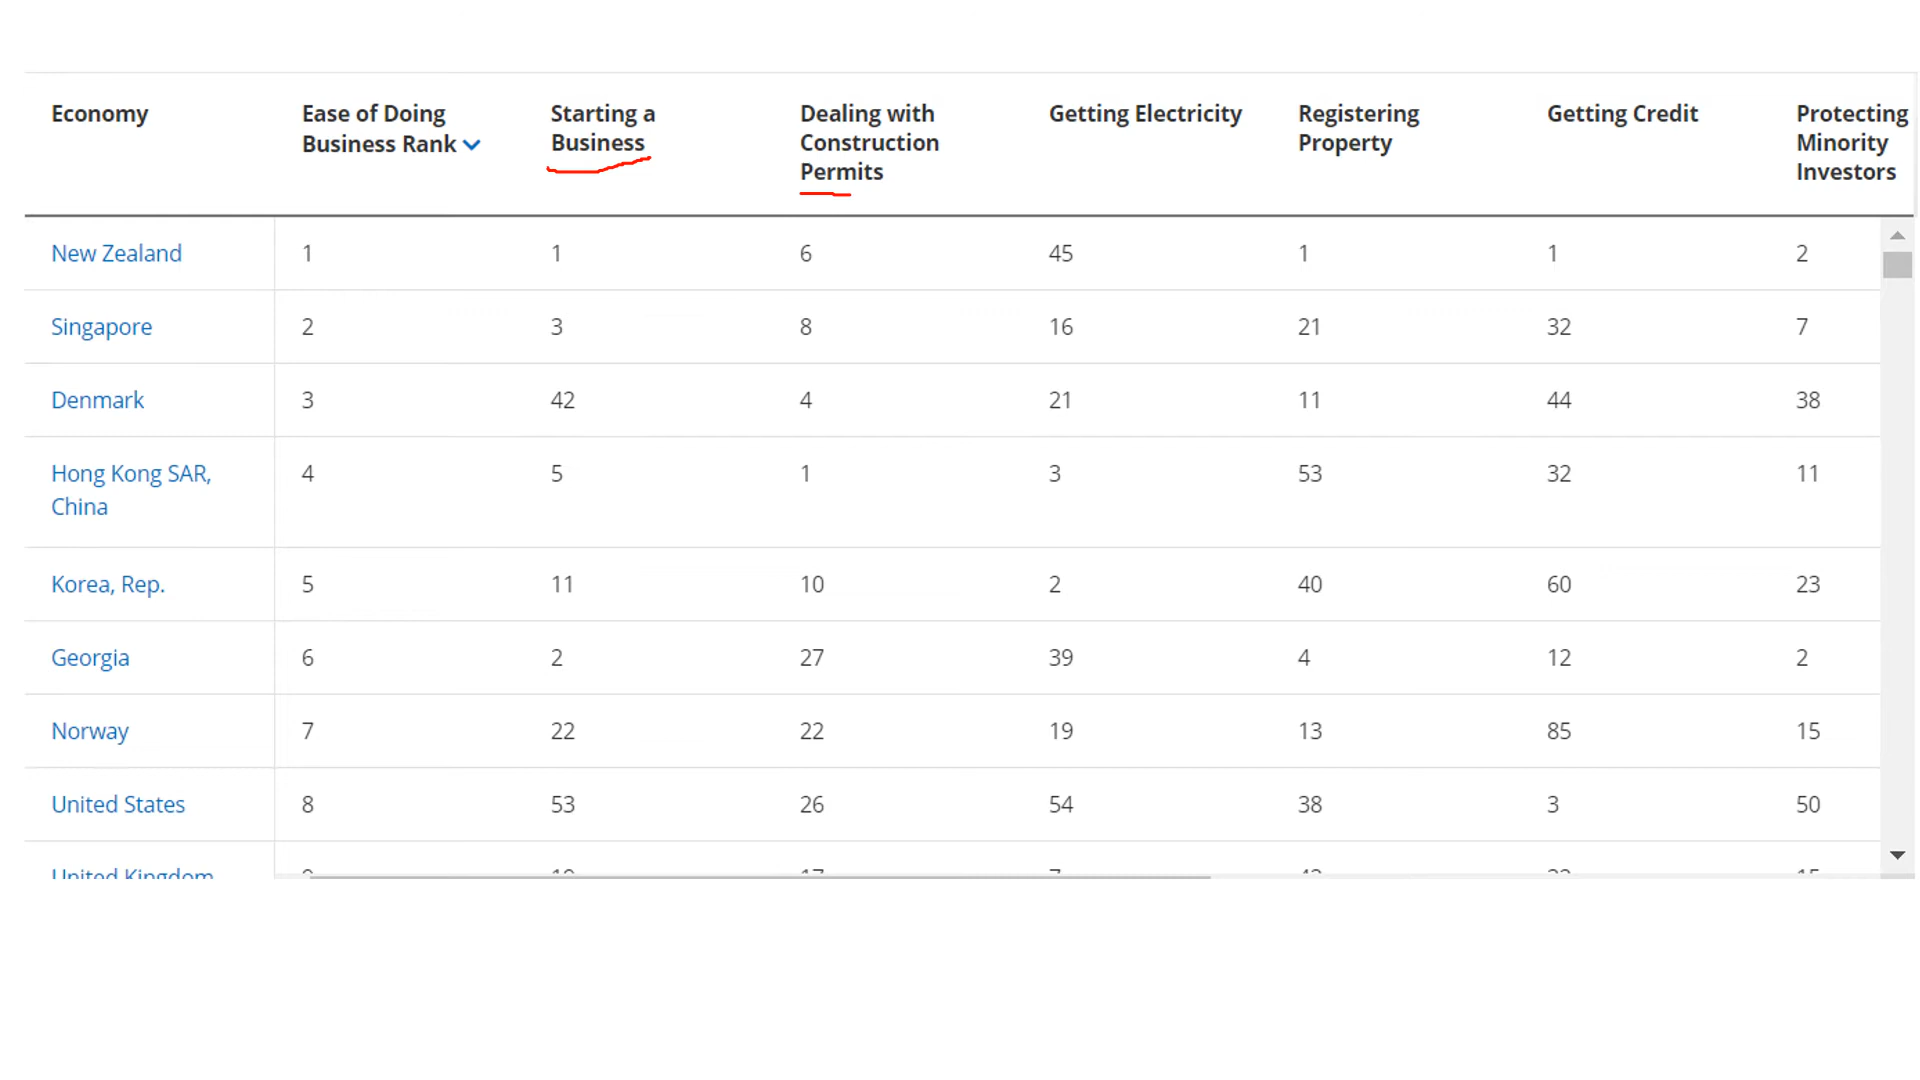 Economy
Ease of Doing
Business Rank
Starting a
Business
Dealing with
Construction
Permits
Getting Electricity
Registering
Property
Getting Credit
Protecting
Minority
Investors
New Zealand 1 1 6 45 1 1 2
Singapore 2 3 8 16 21 32 7
Denmark 3 42 4 21 11 44 38
Hong Kong SAR, 4 5 1 3 53 32 11
China
Korea, Rep. 5 11 10 2 40 60 23
Georgia 6 2 27 39 4 12 2
Norway 7 22 22 19 13 85 15
United States 8 53 26 54 38 3 50
United Kingdom